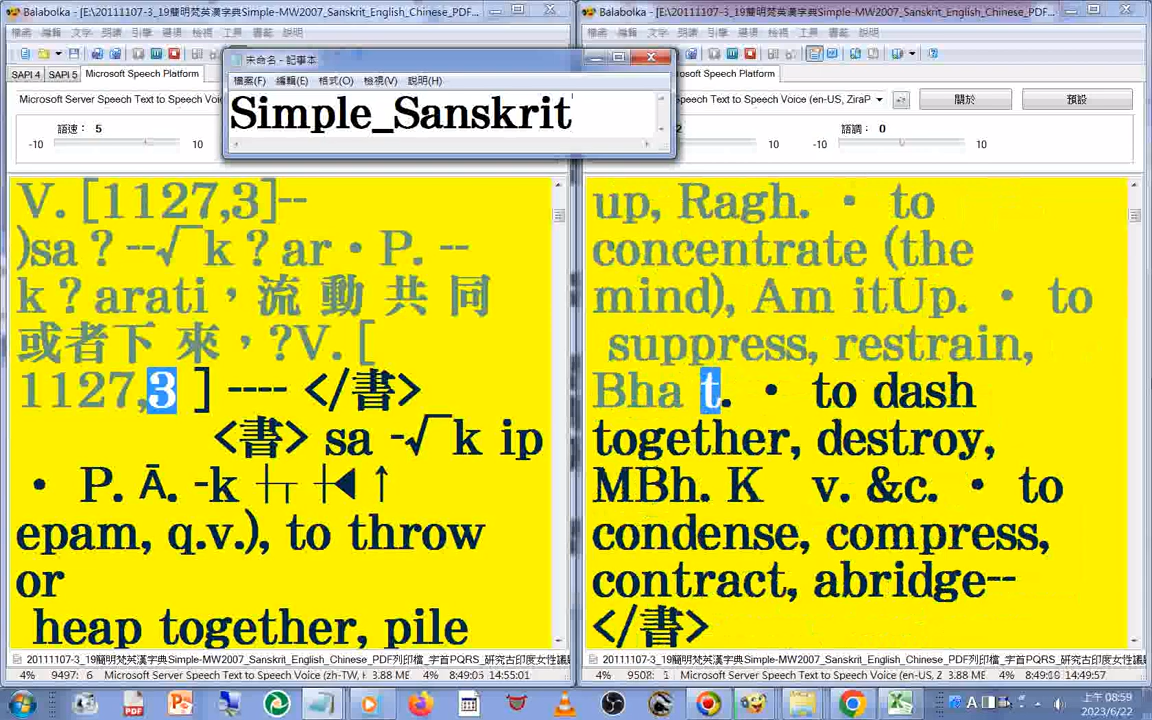 Balabolka - [E:\20111107-3_19簡明梵英漢字典Simple-MW2007_Sanskrit_English_Chinese_PDF...
Balabolka - [E:\20111107-3_19簡明梵英漢字典Simple-MW2007_Sanskrit_English_Chinese_PDF...
未命名 - 記事本
檔案(F) 編輯(E) 格式(O) 檢視(V) 說明(H)
Simple_Sanskrit
SAPI 4 SAPI 5 Microsoft Speech Platform
Speech Platform
Microsoft Server Speech Text to Speech Voi
Speech Text to Speech Voice (en-US, ZiraP
關於 預設
語速： 5
-10 10
2 語調： 0
10 -10 10
V. [1127,3]--
)sa ? --√ k ? ar • P. --
k ? arati，流 動 共 同
或者下 來，?V. [
1127,3 ] ---- </書>
<書> sa -√ k ip
• P. Ā. -k ┼┬ ┼◀ ↑
epam, q.v.), to throw
or
heap together, pile
up, Ragh. • to
concentrate (the
mind), Am itUp. • to
suppress, restrain,
Bha t. • to dash
together, destroy,
MBh. K v. &c. • to
condense, compress,
contract, abridge--
</書>
20111107-3_19簡明梵英漢字典Simple-MW2007_Sanskrit_English_Chinese_PDF列印檔_字首PQRS_研究古印度女性議
20111107-3_19簡明梵英漢字典Simple-MW2007_Sanskrit_English_Chinese_PDF列印檔_字首PQRS_研究古印度女性議
4% 9497: 6 Microsoft Server Speech Text to Speech Voice (zh-TW, H 3.88 MB 4% 8:49:05 14:55:01
4% 9508: 1 Microsoft Server Speech Text to Speech Voice (en-US, Z 3.88 MB 4% 8:49:18 14:49:57
上午 08:59
2023/6/22